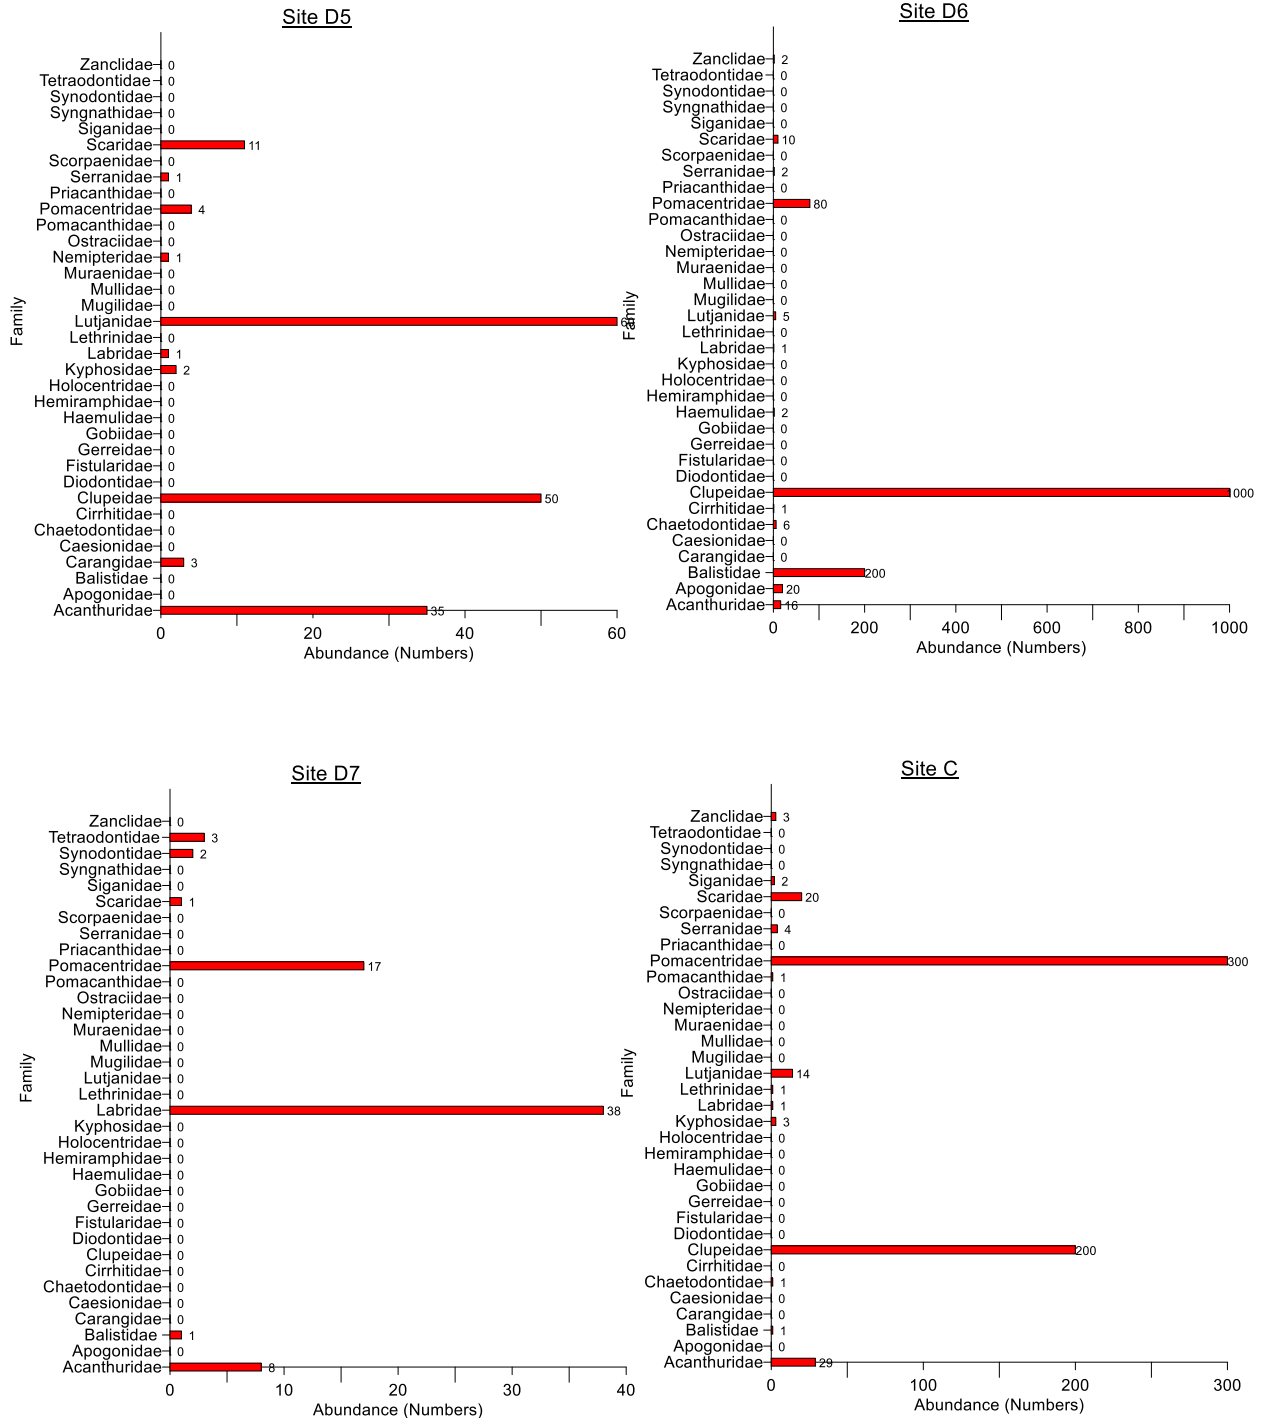 Site D5
Zanclidae 0
Tetraodontidae 0
Synodontidae 0
Syngnathidae 0
Siganidae 0
Scaridae 11
Scorpaenidae 0
Serranidae 1
Priacanthidae 0
Pomacentridae 4
Pomacanthidae 0
Ostraciidae 0
Nemipteridae 1
Muraenidae 0
Mullidae 0
Mugilidae 0
Lutjanidae
Lethrinidae 0
Labridae 1
Kyphosidae 2
Holocentridae 0
Hemiramphidae 0
Haemulidae 0
Gobiidae 0
Gerreidae 0
Fistularidae 0
Diodontidae 0
Clupeidae 50
Cirrhitidae 0
Chaetodontidae 0
Caesionidae 0
Carangidae 3
Balistidae 0
Apogonidae 0
Acanthuridae 35
0 20 40 60
Abundance (Numbers)
Family
Site D6
Zanclidae 2
Tetraodontidae 0
Synodontidae 0
Syngnathidae 0
Siganidae 0
Scaridae 10
Scorpaenidae 0
Serranidae 2
Priacanthidae 0
Pomacentridae 80
Pomacanthidae 0
Ostraciidae 0
Nemipteridae 0
Muraenidae 0
Mullidae 0
Mugilidae 0
Lutjanidae 5
Lethrinidae 0
Labridae 1
Kyphosidae 0
Holocentridae 0
Hemiramphidae 0
Haemulidae 2
Gobiidae 0
Gerreidae 0
Fistularidae 0
Diodontidae 0
Clupeidae 000
Cirrhitidae 1
Chaetodontidae 6
Caesionidae 0
Carangidae 0
Balistidae 200
Apogonidae 20
Acanthuridae 16
0 200 400 600 800 1000
Abundance (Numbers)
Family
Site D7
Zanclidae 0
Tetraodontidae 3
Synodontidae 2
Syngnathidae 0
Siganidae 0
Scaridae 1
Scorpaenidae 0
Serranidae 0
Priacanthidae 0
Pomacentridae 17
Pomacanthidae 0
Ostraciidae 0
Nemipteridae 0
Muraenidae 0
Mullidae 0
Mugilidae 0
Lutjanidae 0
Lethrinidae 0
Labridae 38
Kyphosidae 0
Holocentridae 0
Hemiramphidae 0
Haemulidae 0
Gobiidae 0
Gerreidae 0
Fistularidae 0
Diodontidae 0
Clupeidae 0
Cirrhitidae 0
Chaetodontidae 0
Caesionidae 0
Carangidae 0
Balistidae 1
Apogonidae 0
Acanthuridae 8
0 10 20 30 40
Abundance (Numbers)
Family
Site C
Zanclidae 3
Tetraodontidae 0
Synodontidae 0
Syngnathidae 0
Siganidae 2
Scaridae 20
Scorpaenidae 0
Serranidae 4
Priacanthidae 0
Pomacentridae 300
Pomacanthidae 1
Ostraciidae 0
Nemipteridae 0
Muraenidae 0
Mullidae 0
Mugilidae 0
Lutjanidae 14
Lethrinidae 1
Labridae 1
Kyphosidae 3
Holocentridae 0
Hemiramphidae 0
Haemulidae 0
Gobiidae 0
Gerreidae 0
Fistularidae 0
Diodontidae 0
Clupeidae 200
Cirrhitidae 0
Chaetodontidae 1
Caesionidae 0
Carangidae 0
Balistidae 1
Apogonidae 0
Acanthuridae 29
0 100 200 300
Abundance (Numbers)
Family